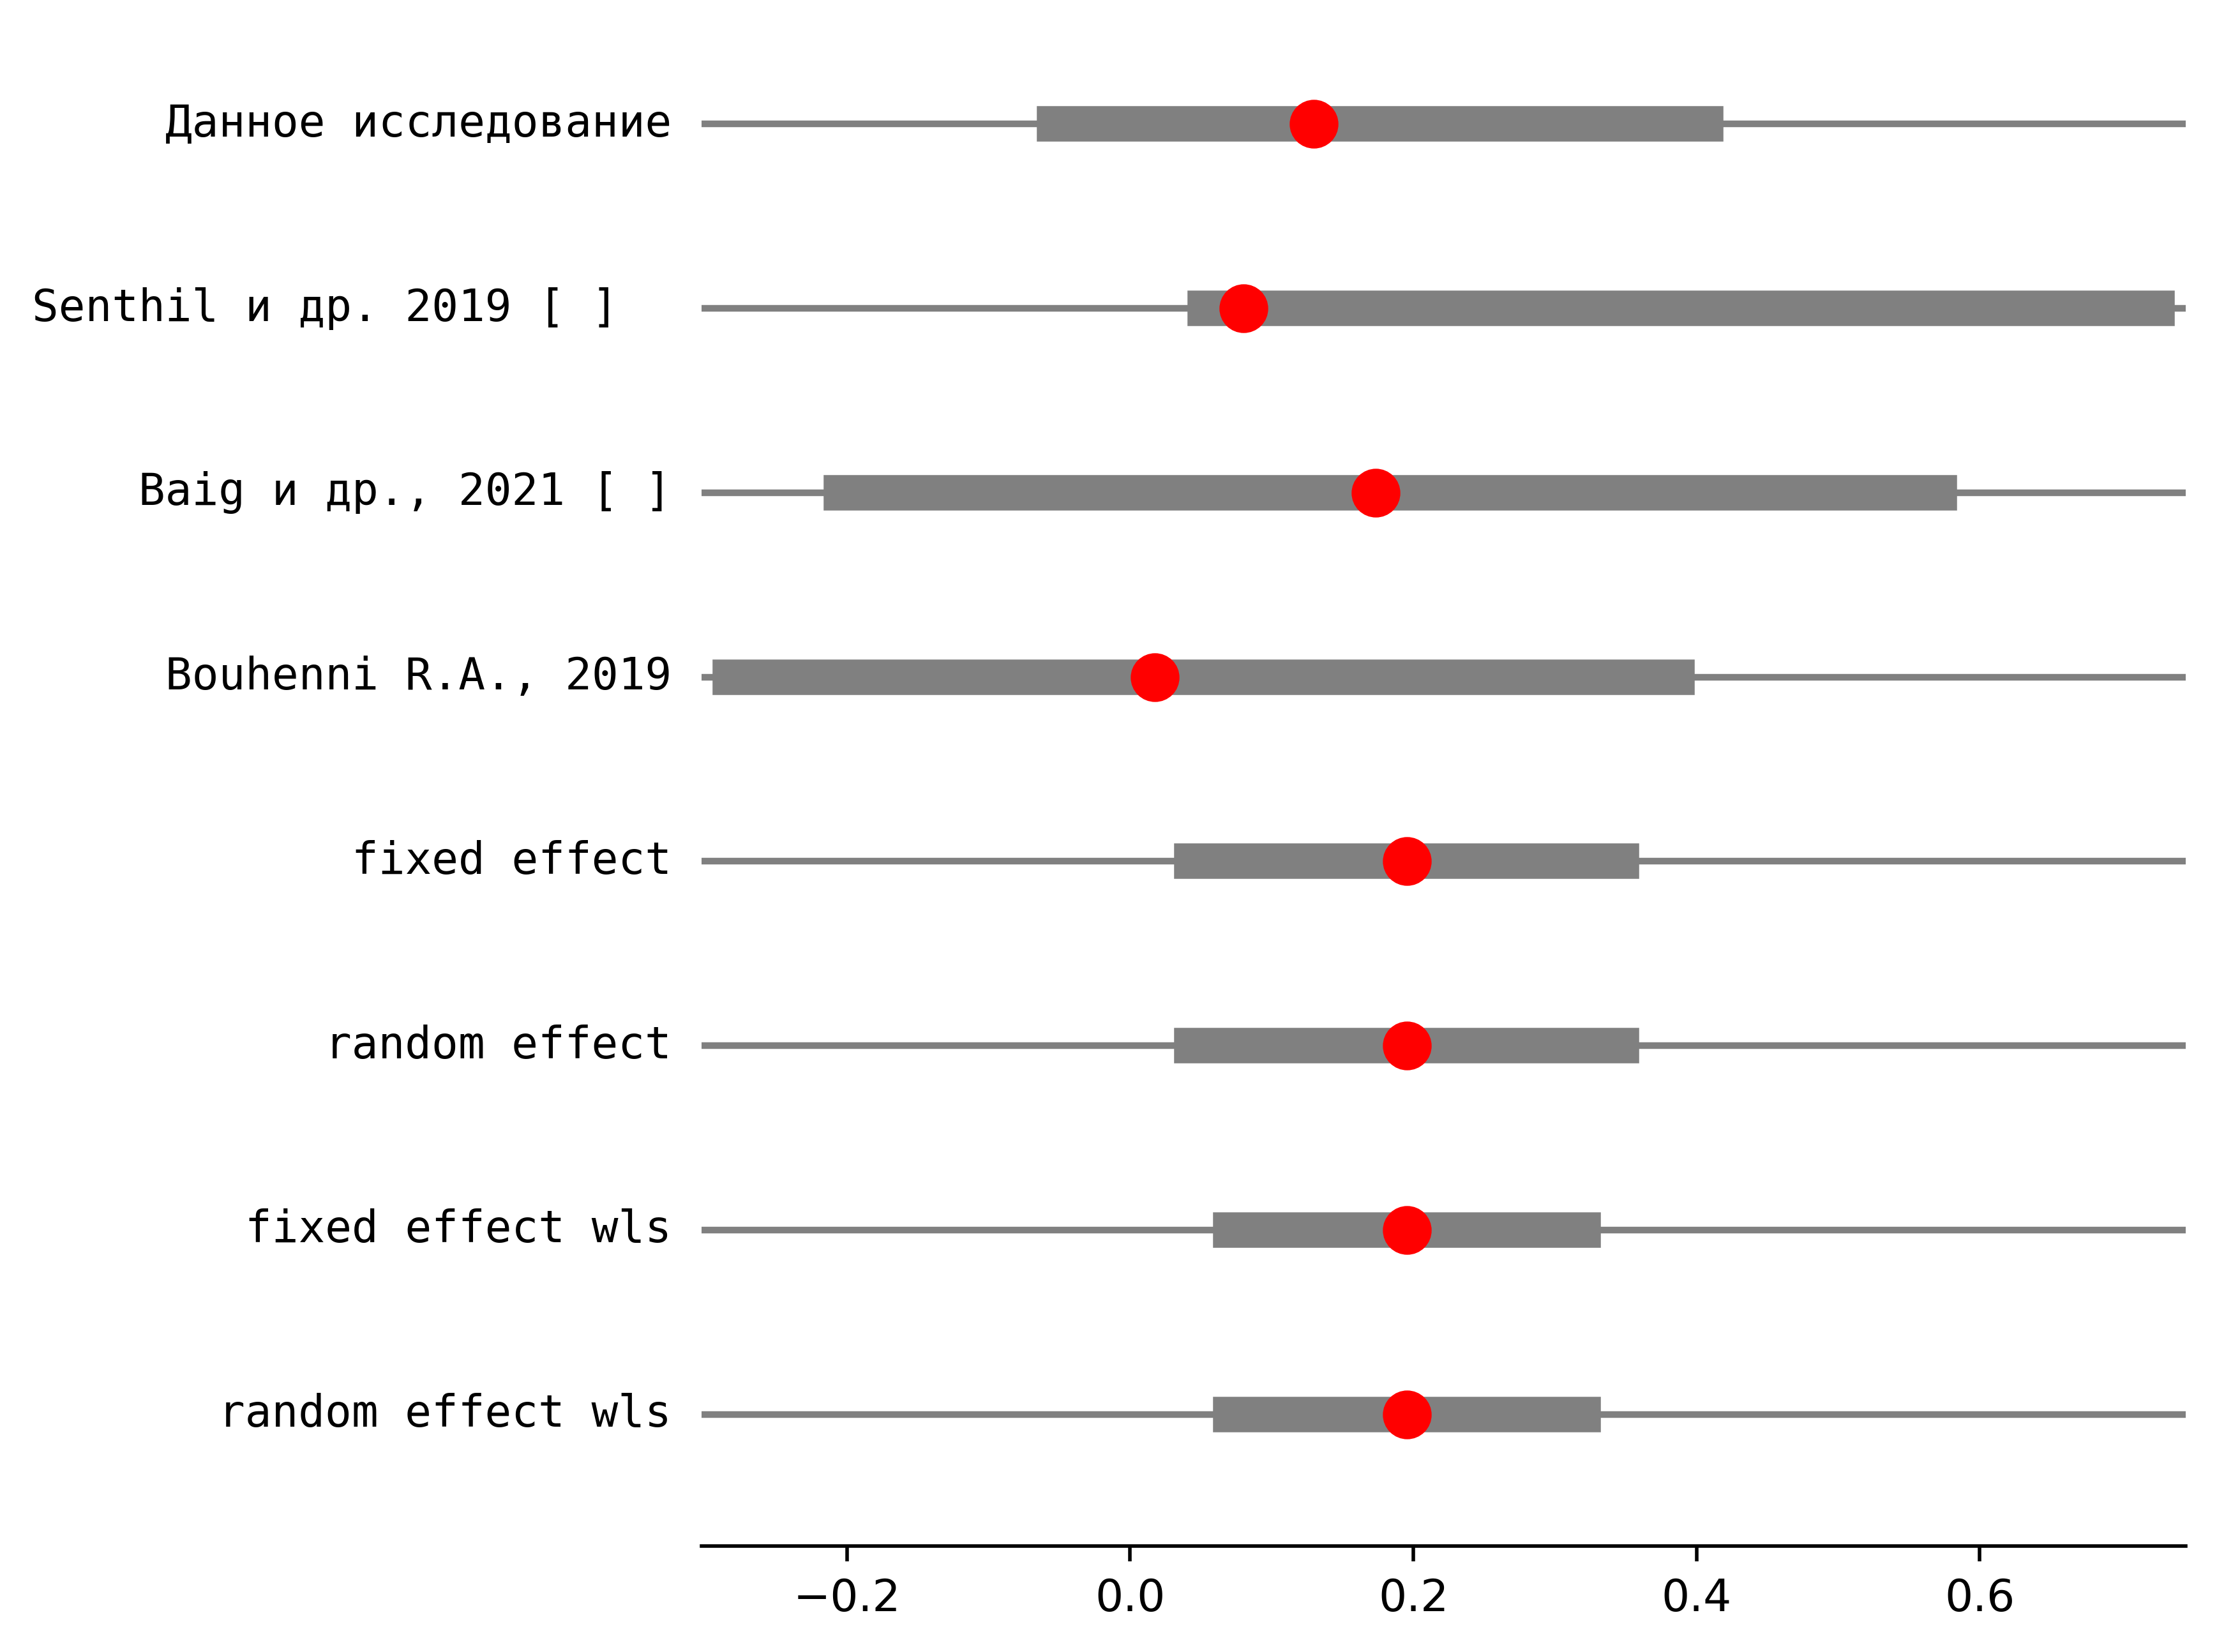 Данное исследование
Senthil и др. 2019 [ ]
Baig и др., 2021 [ ]
Bouhenni R.A., 2019
fixed effect
random effect
fixed effect wls
random effect wls
−0.2 0.0 0.2 0.4 0.6